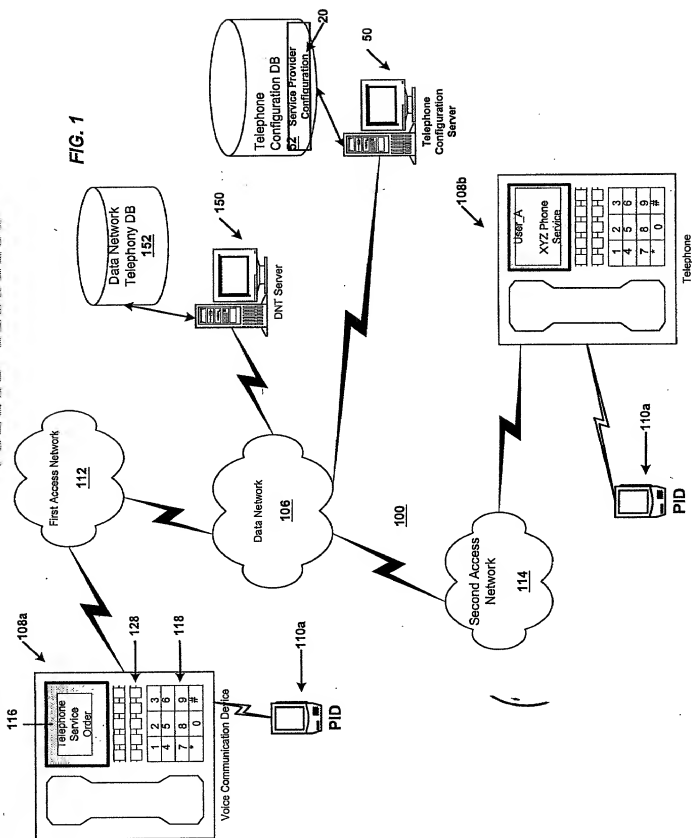 FIG. 1
20
Telephone
Configuration DB
52 Service Provider
Configuration
50
Telephone
Configuration
Server
Data Network
Telephony DB
152
150
DNT Server
108b
User_A
XYZ Phone
Service
1 2 3
4 5 6
7 8 9
* 0 #
Telephone
First Access Network
112
Data Network
106
100
Second Access
Network
114
110a
PID
108a
116
128
118
Telephone
Service
Order
1 2 3
4 5 6
7 8 9
* 0 #
Voice Communication Device
110a
PID